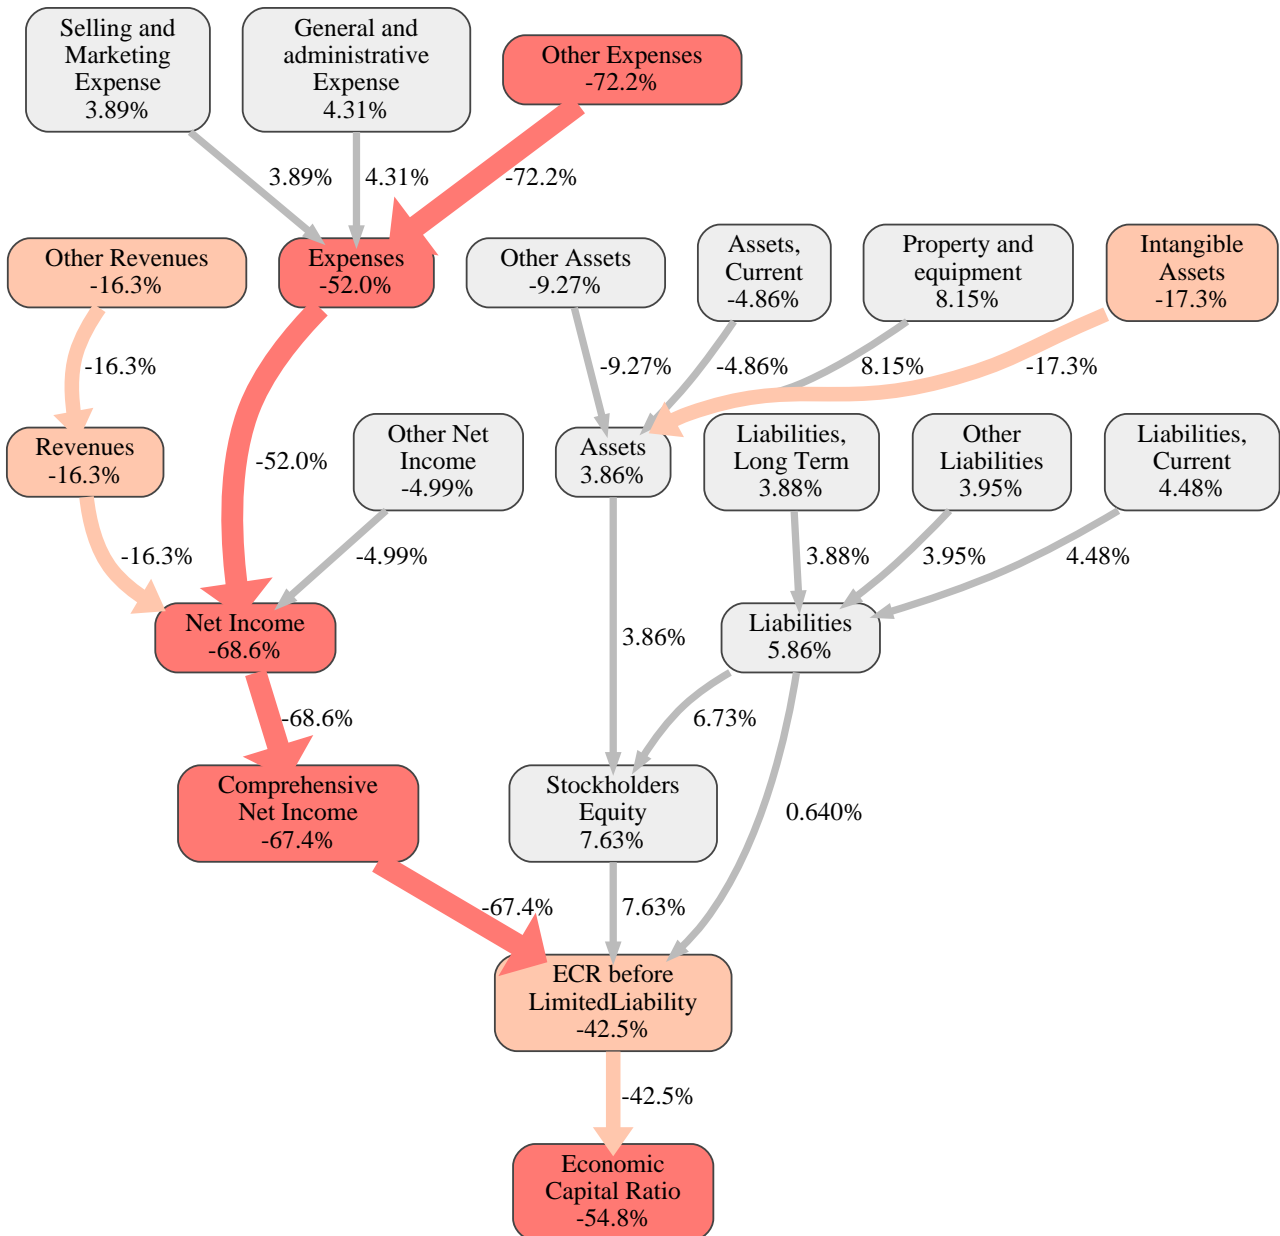 Selling and
Marketing
Expense
3.89%
General and
administrative
Expense
4.31%
Other Expenses
-72.2%
3.89%
4.31%
-72.2%
Other Revenues
-16.3%
Expenses
-52.0%
Other Assets
-9.27%
Assets,
Current
-4.86%
Property and
equipment
8.15%
Intangible
Assets
-17.3%
-16.3%
-9.27%
-4.86%
8.15%
-17.3%
Revenues
-16.3%
-52.0%
Other Net
Income
-4.99%
Assets
3.86%
Liabilities,
Long Term
3.88%
Other
Liabilities
3.95%
Liabilities,
Current
4.48%
-16.3%
-4.99%
3.88%
3.95%
4.48%
Net Income
-68.6%
3.86%
Liabilities
5.86%
-68.6%
6.73%
Comprehensive
Net Income
-67.4%
Stockholders
Equity
7.63%
0.640%
-67.4%
7.63%
ECR before
LimitedLiability
-42.5%
-42.5%
Economic
Capital Ratio
-54.8%